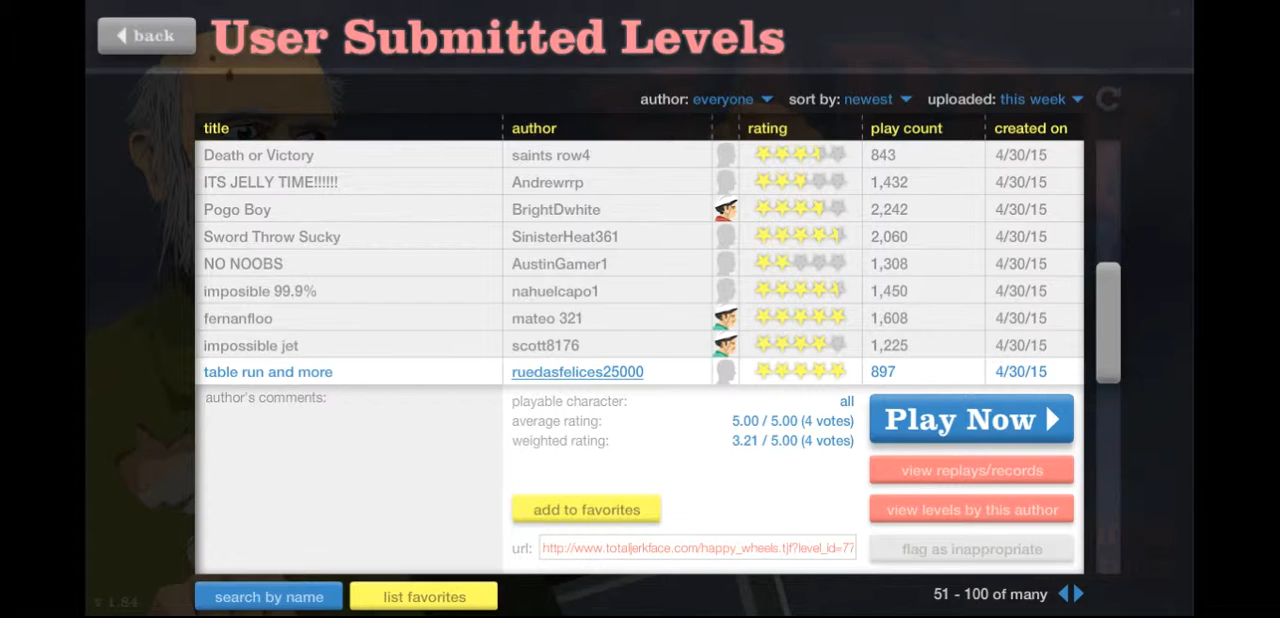 back
User Submitted Levels
author: everyone sort by: newest uploaded: this week
title author rating play count created on
Death or Victory saints row4 843 4/30/15
ITS JELLY TIME!!!!!! Andrewrrp 1,432 4/30/15
Pogo Boy BrightDwhite 2,242 4/30/15
Sword Throw Sucky SinisterHeat361 2,060 4/30/15
NO NOOBS AustinGamer1 1,308 4/30/15
imposible 99.9% nahuelcapo1 1,450 4/30/15
fernanfloo mateo 321 1,608 4/30/15
impossible jet scott8176 1,225 4/30/15
table run and more ruedasfelices25000 897 4/30/15
author's comments:
playable character: all
average rating: 5.00 / 5.00 (4 votes)
weighted rating: 3.21 / 5.00 (4 votes)
Play Now
view replays/records
add to favorites
view levels by this author
url: http://www.totaljerkface.com/happy_wheels.tjf?level_id=77
flag as inappropriate
search by name list favorites 51 - 100 of many
v 1.84